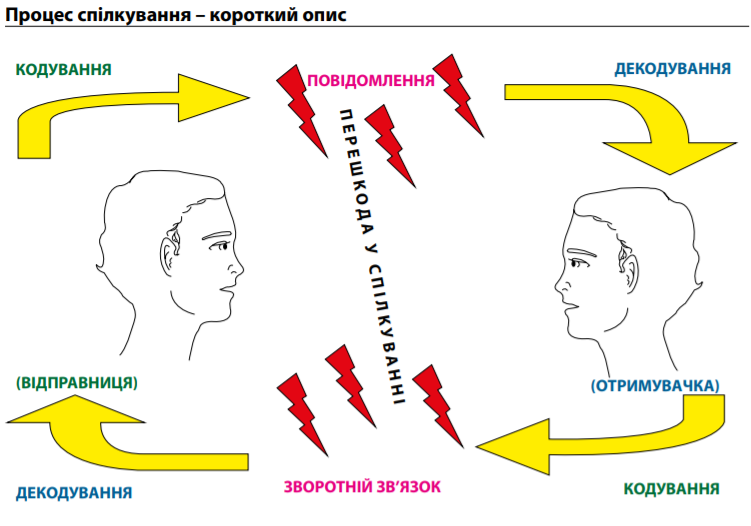 Процес спілкування – короткий опис
КОДУВАННЯ
ПОВІДОМЛЕННЯ
ДЕКОДУВАННЯ
ПЕРЕШКОДА У СПІЛКУВАННІ
(ВІДПРАВНИЦЯ)
(ОТРИМУВАЧКА)
ДЕКОДУВАННЯ
ЗВОРОТНІЙ ЗВ’ЯЗОК
КОДУВАННЯ